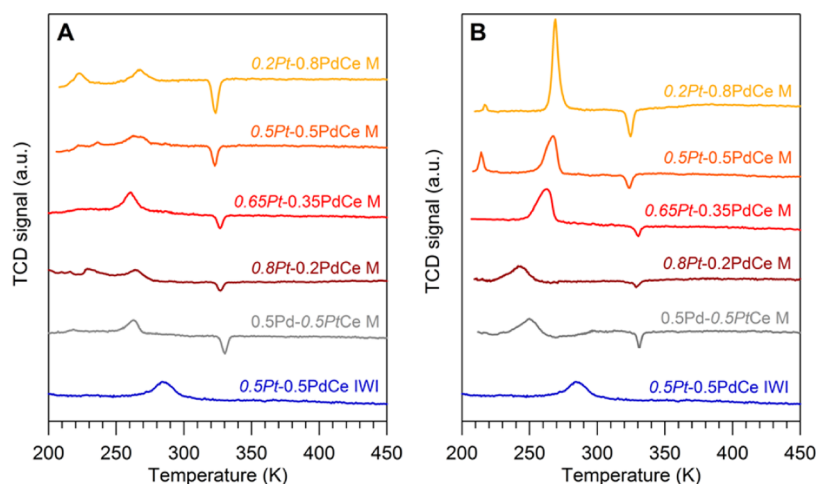 A
0.2Pt-0.8PdCe M
0.5Pt-0.5PdCe M
0.65Pt-0.35PdCe M
0.8Pt-0.2PdCe M
0.5Pd-0.5PtCe M
0.5Pt-0.5PdCe IWI
TCD signal (a.u.)
200 250 300 350 400 450
Temperature (K)
B
0.2Pt-0.8PdCe M
0.5Pt-0.5PdCe M
0.65Pt-0.35PdCe M
0.8Pt-0.2PdCe M
0.5Pd-0.5PtCe M
0.5Pt-0.5PdCe IWI
TCD signal (a.u.)
200 250 300 350 400 450
Temperature (K)